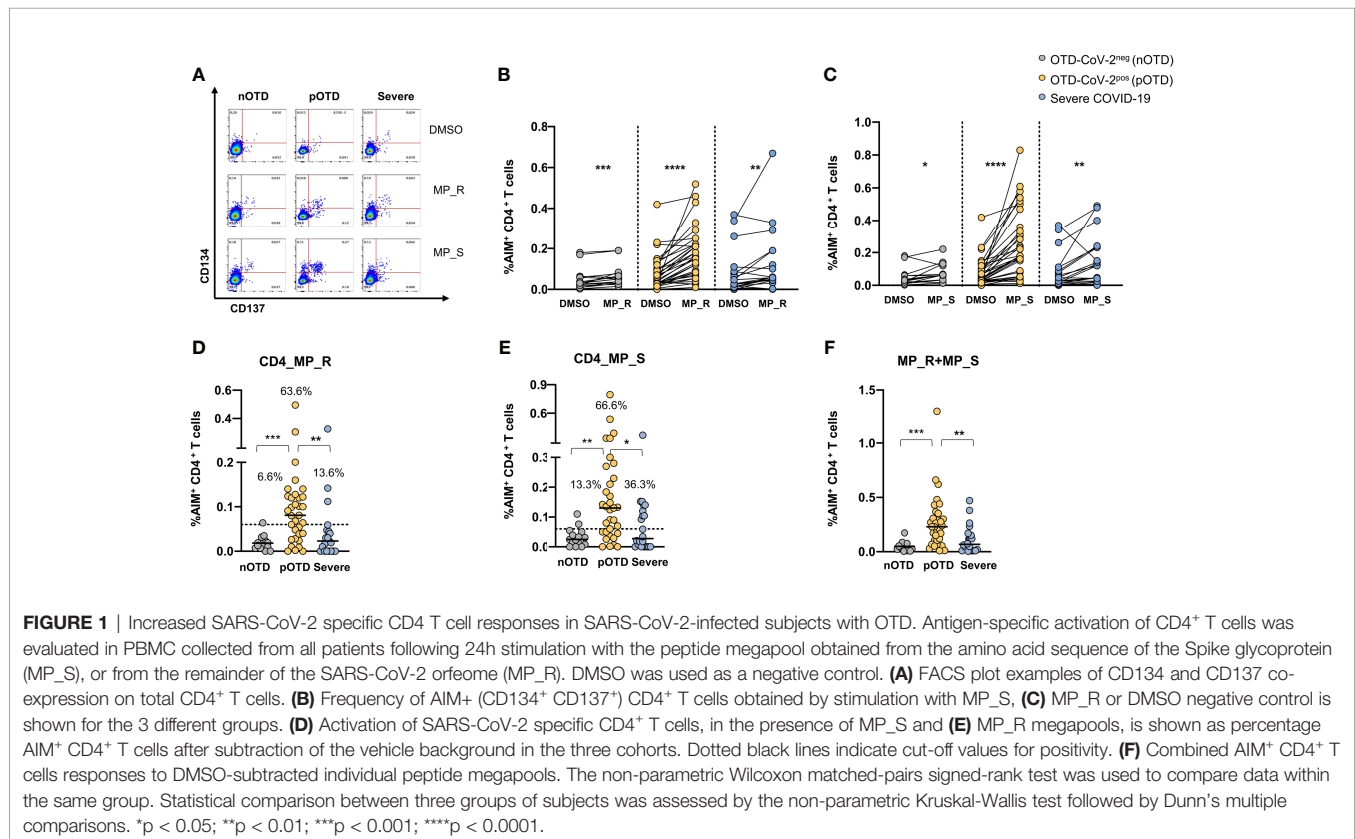 OTD-CoV-2neg (nOTD)
OTD-CoV-2pos (pOTD)
Severe COVID-19
A
nOTD pOTD Severe
DMSO
MP_R
MP_S
CD134
CD137
B
%AIM+ CD4+ T cells
0.8
0.6
0.4
0.2
0.0
*** **** **
DMSO MP_R DMSO MP_R DMSO MP_R
C
%AIM+ CD4+ T cells
1.0
0.8
0.6
0.4
0.2
0.0
* **** **
DMSO MP_S DMSO MP_S DMSO MP_S
D
CD4_MP_R
%AIM+ CD4+ T cells
0.6
0.4
0.2
0.1
0.0
63.6%
*** **
6.6% 13.6%
nOTD pOTD Severe
E
CD4_MP_S
%AIM+ CD4+ T cells
0.9
0.6
0.3
0.2
0.1
0.0
66.6%
** *
13.3% 36.3%
nOTD pOTD Severe
F
MP_R+MP_S
%AIM+ CD4+ T cells
1.5
1.0
0.5
0.0
*** **
nOTD pOTD Severe
FIGURE 1 | Increased SARS-CoV-2 specific CD4 T cell responses in SARS-CoV-2-infected subjects with OTD. Antigen-specific activation of CD4+ T cells was
evaluated in PBMC collected from all patients following 24h stimulation with the peptide megapool obtained from the amino acid sequence of the Spike glycoprotein
(MP_S), or from the remainder of the SARS-CoV-2 orfeome (MP_R). DMSO was used as a negative control. (A) FACS plot examples of CD134 and CD137 co-
expression on total CD4+ T cells. (B) Frequency of AIM+ (CD134+ CD137+) CD4+ T cells obtained by stimulation with MP_S, (C) MP_R or DMSO negative control is
shown for the 3 different groups. (D) Activation of SARS-CoV-2 specific CD4+ T cells, in the presence of MP_S and (E) MP_R megapools, is shown as percentage
AIM+ CD4+ T cells after subtraction of the vehicle background in the three cohorts. Dotted black lines indicate cut-off values for positivity. (F) Combined AIM+ CD4+ T
cells responses to DMSO-subtracted individual peptide megapools. The non-parametric Wilcoxon matched-pairs signed-rank test was used to compare data within
the same group. Statistical comparison between three groups of subjects was assessed by the non-parametric Kruskal-Wallis test followed by Dunn's multiple
comparisons. *p < 0.05; **p < 0.01; ***p < 0.001; ****p < 0.0001.